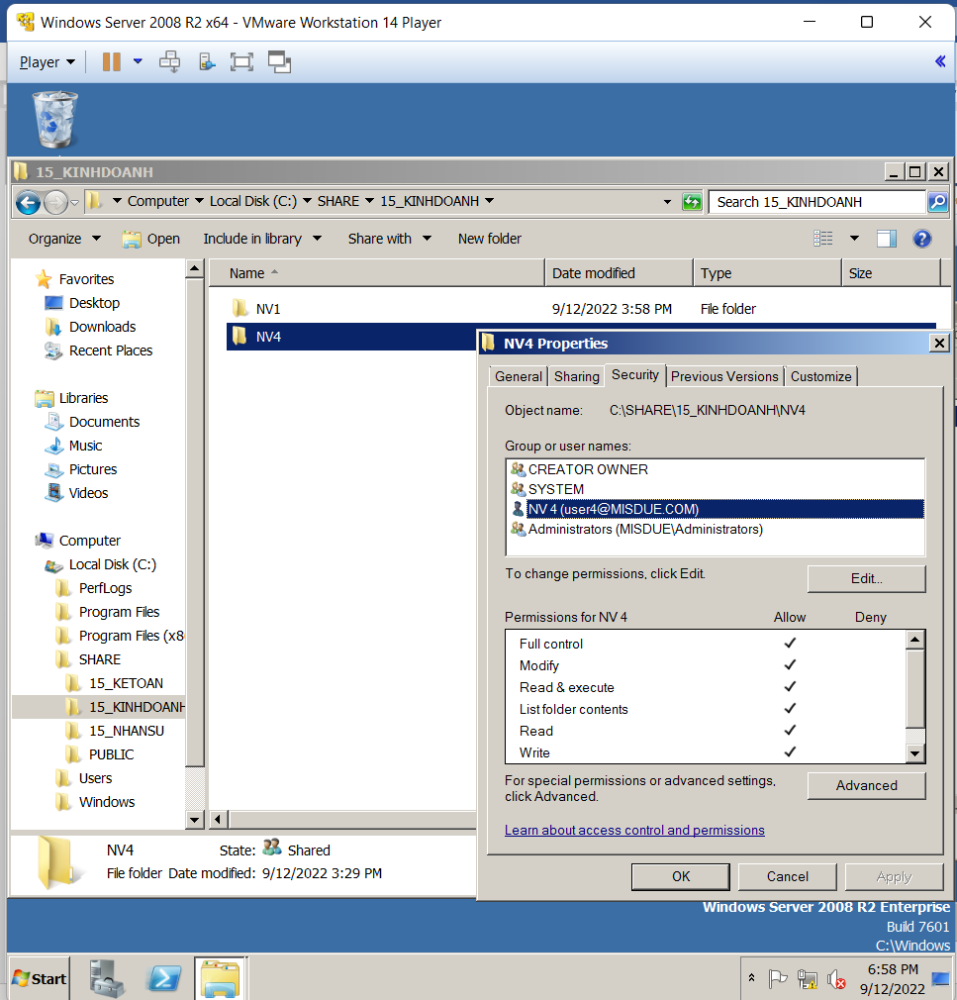 Windows Server 2008 R2 x64 - VMware Workstation 14 Player
Player
15_KINHDOANH
Computer Local Disk (C:) SHARE 15_KINHDOANH
Search 15_KINHDOANH
Organize Open Include in library Share with New folder
Favorites
Desktop
Downloads
Recent Places
Libraries
Documents
Music
Pictures
Videos
Computer
Local Disk (C:)
PerfLogs
Program Files
Program Files (x8
SHARE
15_KETOAN
15_KINHDOANH
15_NHANSU
PUBLIC
Users
Windows
Name Date modified Type Size
NV1 9/12/2022 3:58 PM File folder
NV4
NV4 Properties
General Sharing Security Previous Versions Customize
Object name: C:\SHARE\15_KINHDOANH\NV4
Group or user names:
CREATOR OWNER
SYSTEM
NV 4 (user4@MISDUE.COM)
Administrators (MISDUE\Administrators)
To change permissions, click Edit.
Edit...
Permissions for NV 4 Allow Deny
Full control
Modify
Read & execute
List folder contents
Read
Write
For special permissions or advanced settings,
click Advanced.
Advanced
Learn about access control and permissions
OK Cancel Apply
NV4 State: Shared
File folder Date modified: 9/12/2022 3:29 PM
Windows Server 2008 R2 Enterprise
Build 7601
C:\Windows
Start
6:58 PM
9/12/2022